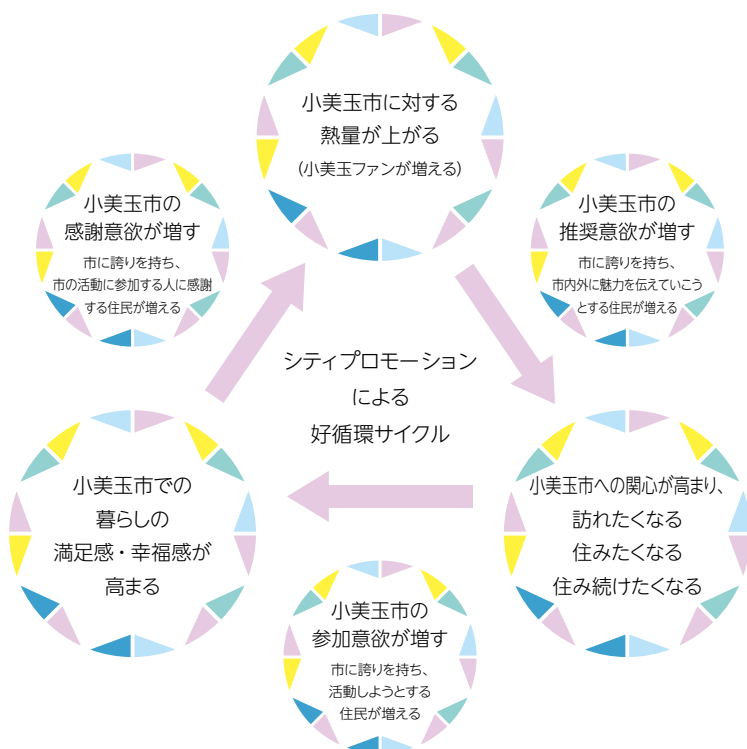 小美玉市に対する
熱量が上がる
(小美玉ファンが増える)
小美玉市の
感謝意欲が増す
市に誇りを持ち、
市の活動に参加する人に感謝
する住民が増える
小美玉市の
推奨意欲が増す
市に誇りを持ち、
市内外に魅力を伝えていこう
とする住民が増える
シティプロモーション
による
好循環サイクル
小美玉市での
暮らしの
満足感・幸福感が
高まる
小美玉市への関心が高まり、
訪れたくなる
住みたくなる
住み続けたくなる
小美玉市の
参加意欲が増す
市に誇りを持ち、
活動しようとする
住民が増える